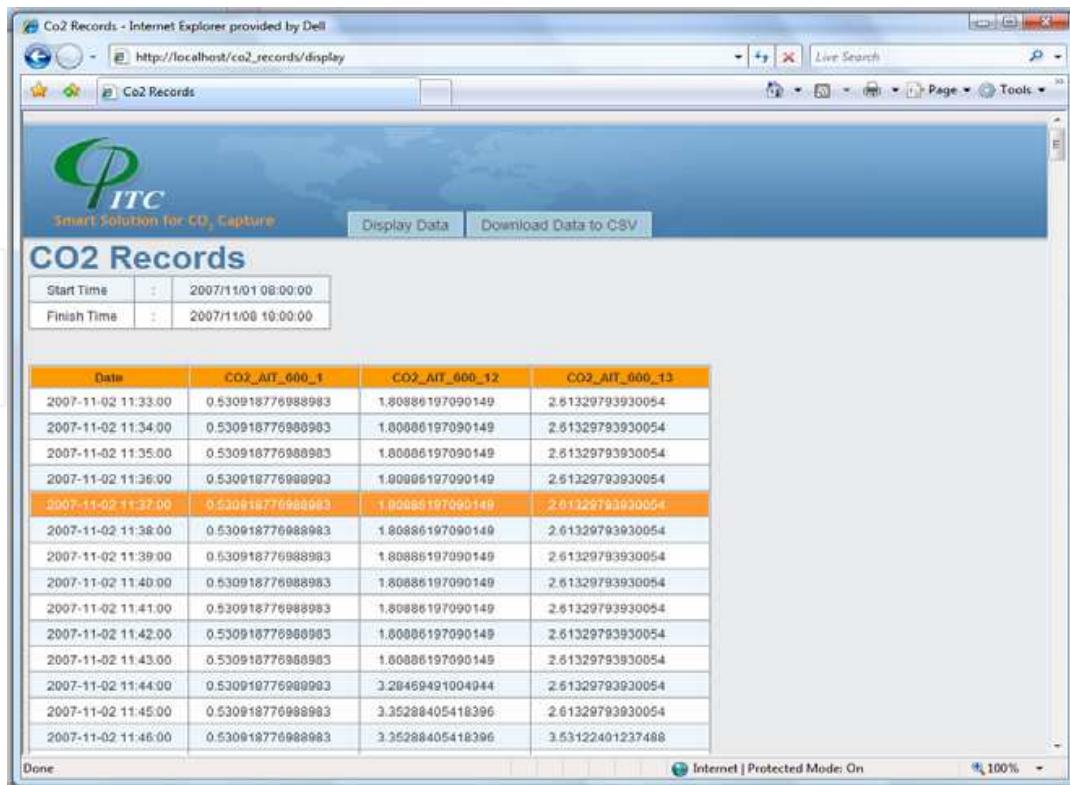 Co2 Records - Internet Explorer provided by Dell
http://localhost/co2_records/display
Live Search
Co2 Records
Page
Tools
ITC
Smart Solution for CO2 Capture
Display Data
Download Data to CSV
CO2 Records
Start Time : 2007/11/01 08:00:00
Finish Time : 2007/11/08 18:00:00
Date CO2_AIT_600_1 CO2_AIT_600_12 CO2_AIT_600_13
2007-11-02 11:33:00 0.530918776988983 1.80886197090149 2.61329793930054
2007-11-02 11:34:00 0.530918776988983 1.80886197090149 2.61329793930054
2007-11-02 11:35:00 0.530918776988983 1.80886197090149 2.61329793930054
2007-11-02 11:36:00 0.530918776988983 1.80886197090149 2.61329793930054
2007-11-02 11:37:00 0.530918776988983 1.80886197090149 2.61329793930054
2007-11-02 11:38:00 0.530918776988983 1.80886197090149 2.61329793930054
2007-11-02 11:39:00 0.530918776988983 1.80886197090149 2.61329793930054
2007-11-02 11:40:00 0.530918776988983 1.80886197090149 2.61329793930054
2007-11-02 11:41:00 0.530918776988983 1.80886197090149 2.61329793930054
2007-11-02 11:42:00 0.530918776988983 1.80886197090149 2.61329793930054
2007-11-02 11:43:00 0.530918776988983 1.80886197090149 2.61329793930054
2007-11-02 11:44:00 0.530918776988983 3.28469491004944 2.61329793930054
2007-11-02 11:45:00 0.530918776988983 3.35288405418396 2.61329793930054
2007-11-02 11:46:00 0.530918776988983 3.35288405418396 3.53122401237488
Done
Internet | Protected Mode: On
100%